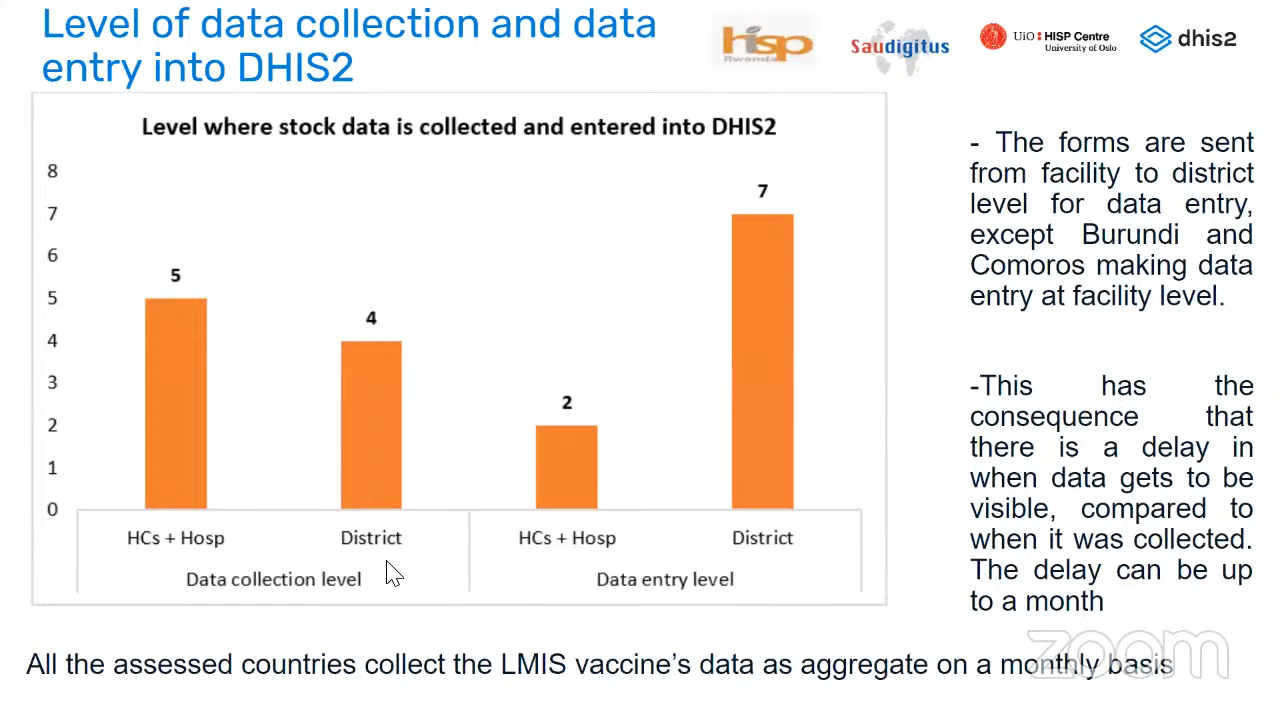 Level of data collection and data
entry into DHIS2
hisp
Rwanda
Saudigitus
UiO : HISP Centre
University of Oslo
dhis2
Level where stock data is collected and entered into DHIS2
8
7
6
5
4
3
2
1
0
5
4
2
7
HCs + Hosp
District
HCs + Hosp
District
Data collection level
Data entry level
- The forms are sent
from facility to district
level for data entry,
except Burundi and
Comoros making data
entry at facility level.
-This has the
consequence that
there is a delay in
when data gets to be
visible, compared to
when it was collected.
The delay can be up
to a month
All the assessed countries collect the LMIS vaccine's data as aggregate on a monthly basis
zoom